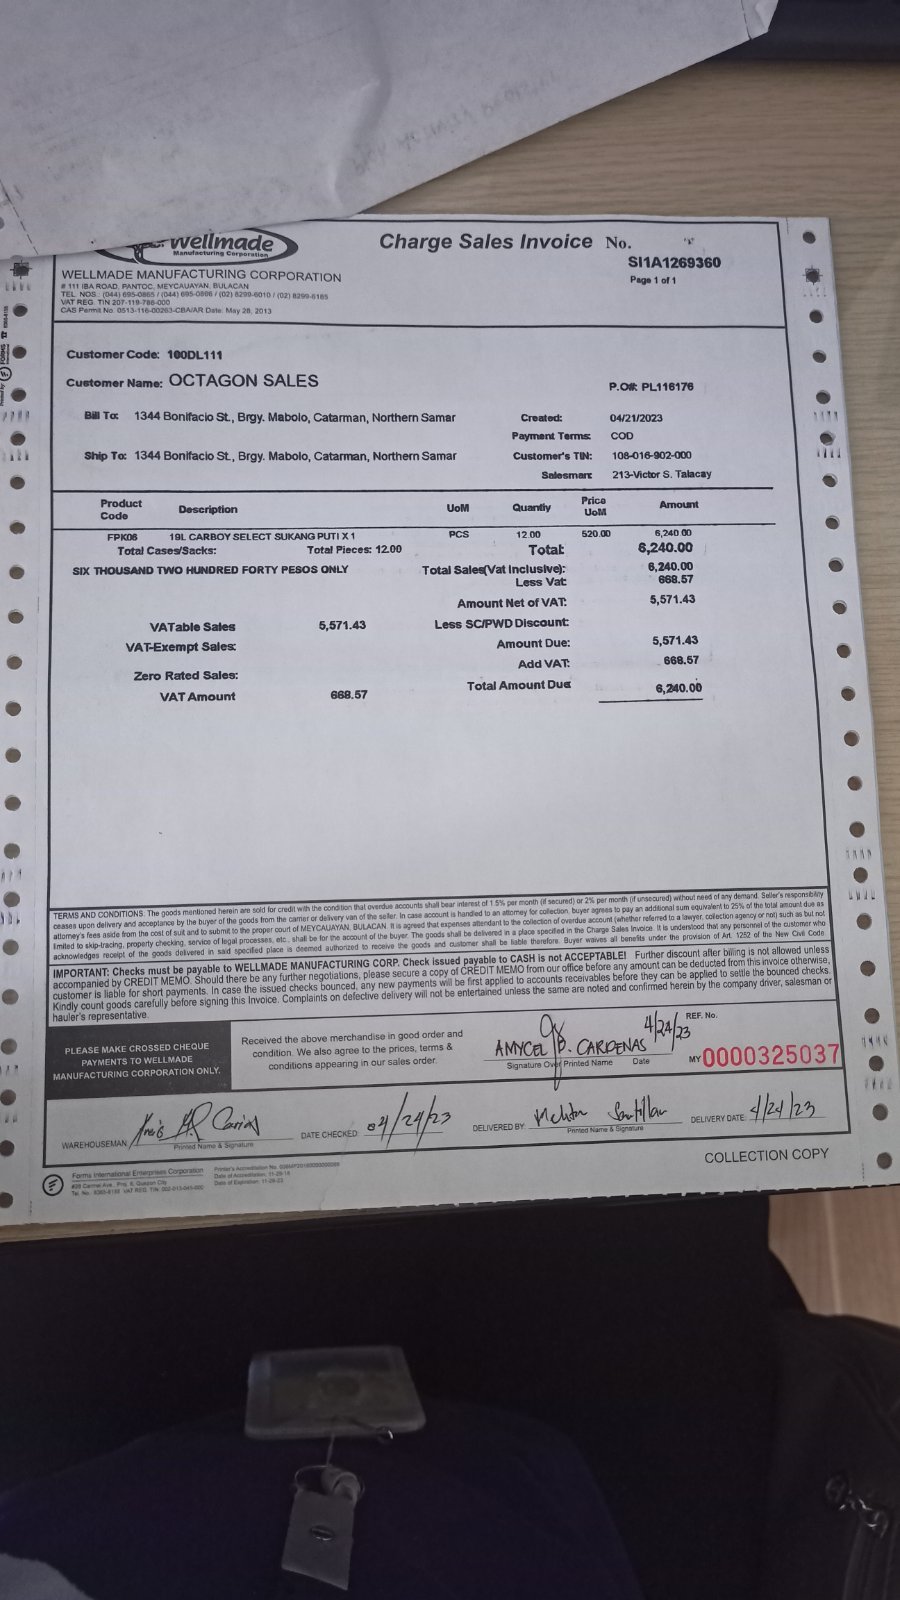 Wellmade
Manufacturing Corporation
Charge Sales Invoice No.
SI1A1269360
Page 1 of 1
WELLMADE MANUFACTURING CORPORATION
# 111 IBA ROAD, PANTOC, MEYCAUAYAN, BULACAN
TEL. NOS.: (044) 695-0865 / (044) 695-0806 / (02) 8299-6010 / (02) 8299-6185
VAT REG. TIN 207-119-786-000
CAS Permit No. 0513-116-00263-CBA/AR Date: May 28, 2013
Customer Code: 100DL111
Customer Name: OCTAGON SALES
P.O#: PL116176
Bill To: 1344 Bonifacio St., Brgy. Mabolo, Catarman, Northern Samar
Created: 04/21/2023
Payment Terms: COD
Ship To: 1344 Bonifacio St., Brgy. Mabolo, Catarman, Northern Samar
Customer's TIN: 108-016-902-000
Salesman: 213-Victor S. Talacay
Product Code Description UoM Quantiy Price UoM Amount
FPK06 19L CARBOY SELECT SUKANG PUTI X 1 PCS 12.00 520.00 6,240.00
Total Cases/Sacks: Total Pieces: 12.00 Total: 6,240.00
SIX THOUSAND TWO HUNDRED FORTY PESOS ONLY Total Sales(Vat Inclusive): 6,240.00
Less Vat: 668.57
Amount Net of VAT: 5,571.43
VATable Sales 5,571.43 Less SC/PWD Discount:
VAT-Exempt Sales: Amount Due: 5,571.43
Add VAT: 668.57
Zero Rated Sales:
Total Amount Due 6,240.00
VAT Amount 668.57
TERMS AND CONDITIONS. The goods mentioned herein are sold for credit with the condition that overdue accounts shall bear interest of 1.5% per month (if secured) or 2% per month (if unsecured) without need of any demand. Seller's responsibility
ceases upon delivery and acceptance by the buyer of the goods from the carrier or delivery van of the seller. In case account is handled to an attorney for collection, buyer agrees to pay an additional sum equivalent to 25% of the total amount due as
attorney's fees aside from the cost of suit and to submit to the proper court of MEYCAUAYAN, BULACAN. It is agreed that expenses attendant to the collection of overdue account (whether referred to a lawyer, collection agency or not) such as but not
limited to skip-tracing, property checking, service of legal processes, etc., shall be for the account of the buyer. The goods shall be delivered in a place specified in the Charge Sales Invoice. It is understood that any personnel of the customer who
acknowledges receipt of the goods delivered in said specified place is deemed authorized to receive the goods and customer shall be liable therefore. Buyer waives all benefits under the provision of Art. 1252 of the New Civil Code.
IMPORTANT: Checks must be payable to WELLMADE MANUFACTURING CORP. Check issued payable to CASH is not ACCEPTABLE! Further discount after billing is not allowed unless
accompanied by CREDIT MEMO. Should there be any further negotiations, please secure a copy of CREDIT MEMO from our office before any amount can be deducted from this invoice otherwise,
customer is liable for short payments. In case the issued checks bounced, any new payments will be first applied to accounts receivables before they can be applied to settle the bounced checks.
Kindly count goods carefully before signing this Invoice. Complaints on defective delivery will not be entertained unless the same are noted and confirmed herein by the company driver, salesman or
hauler's representative.
PLEASE MAKE CROSSED CHEQUE
PAYMENTS TO WELLMADE
MANUFACTURING CORPORATION ONLY.
Received the above merchandise in good order and
condition. We also agree to the prices, terms &
conditions appearing in our sales order.
AMYCEL B. CARDENAS 4/24/23
Signature Over Printed Name Date
REF. No.
MY 0000325037
WAREHOUSEMAN
Printed Name & Signature
DATE CHECKED 04/24/23
DELIVERED BY: Melita Santillan
Printed Name & Signature
DELIVERY DATE: 4/24/23
COLLECTION COPY
Forms International Enterprises Corporation